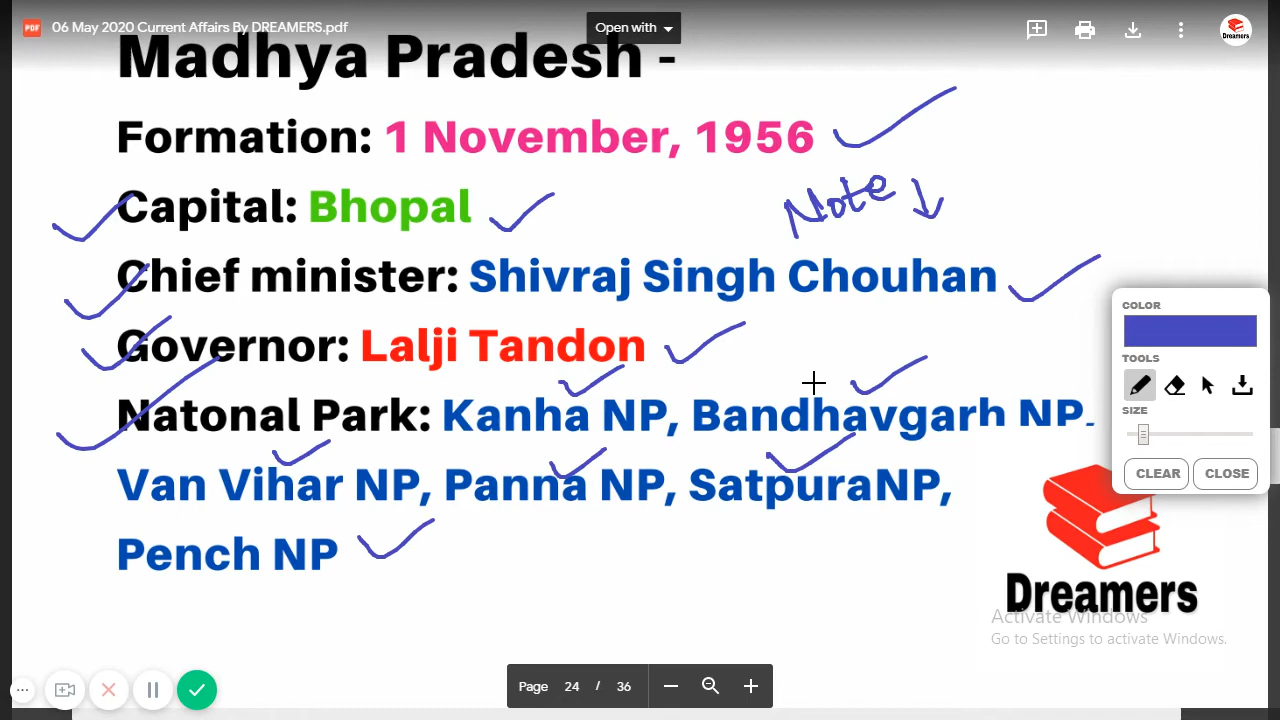 PDF 06 May 2020 Current Affairs By DREAMERS.pdf Open with
Dreamers
Madhya Pradesh -
Formation: 1 November, 1956
Capital: Bhopal
Note ↓
Chief minister: Shivraj Singh Chouhan
Governor: Lalji Tandon
Natonal Park: Kanha NP, Bandhavgarh NP,
Van Vihar NP, Panna NP, SatpuraNP,
Pench NP
COLOR
TOOLS
SIZE
CLEAR CLOSE
Dreamers
Activate Windows
Go to Settings to activate Windows.
Page 24 / 36